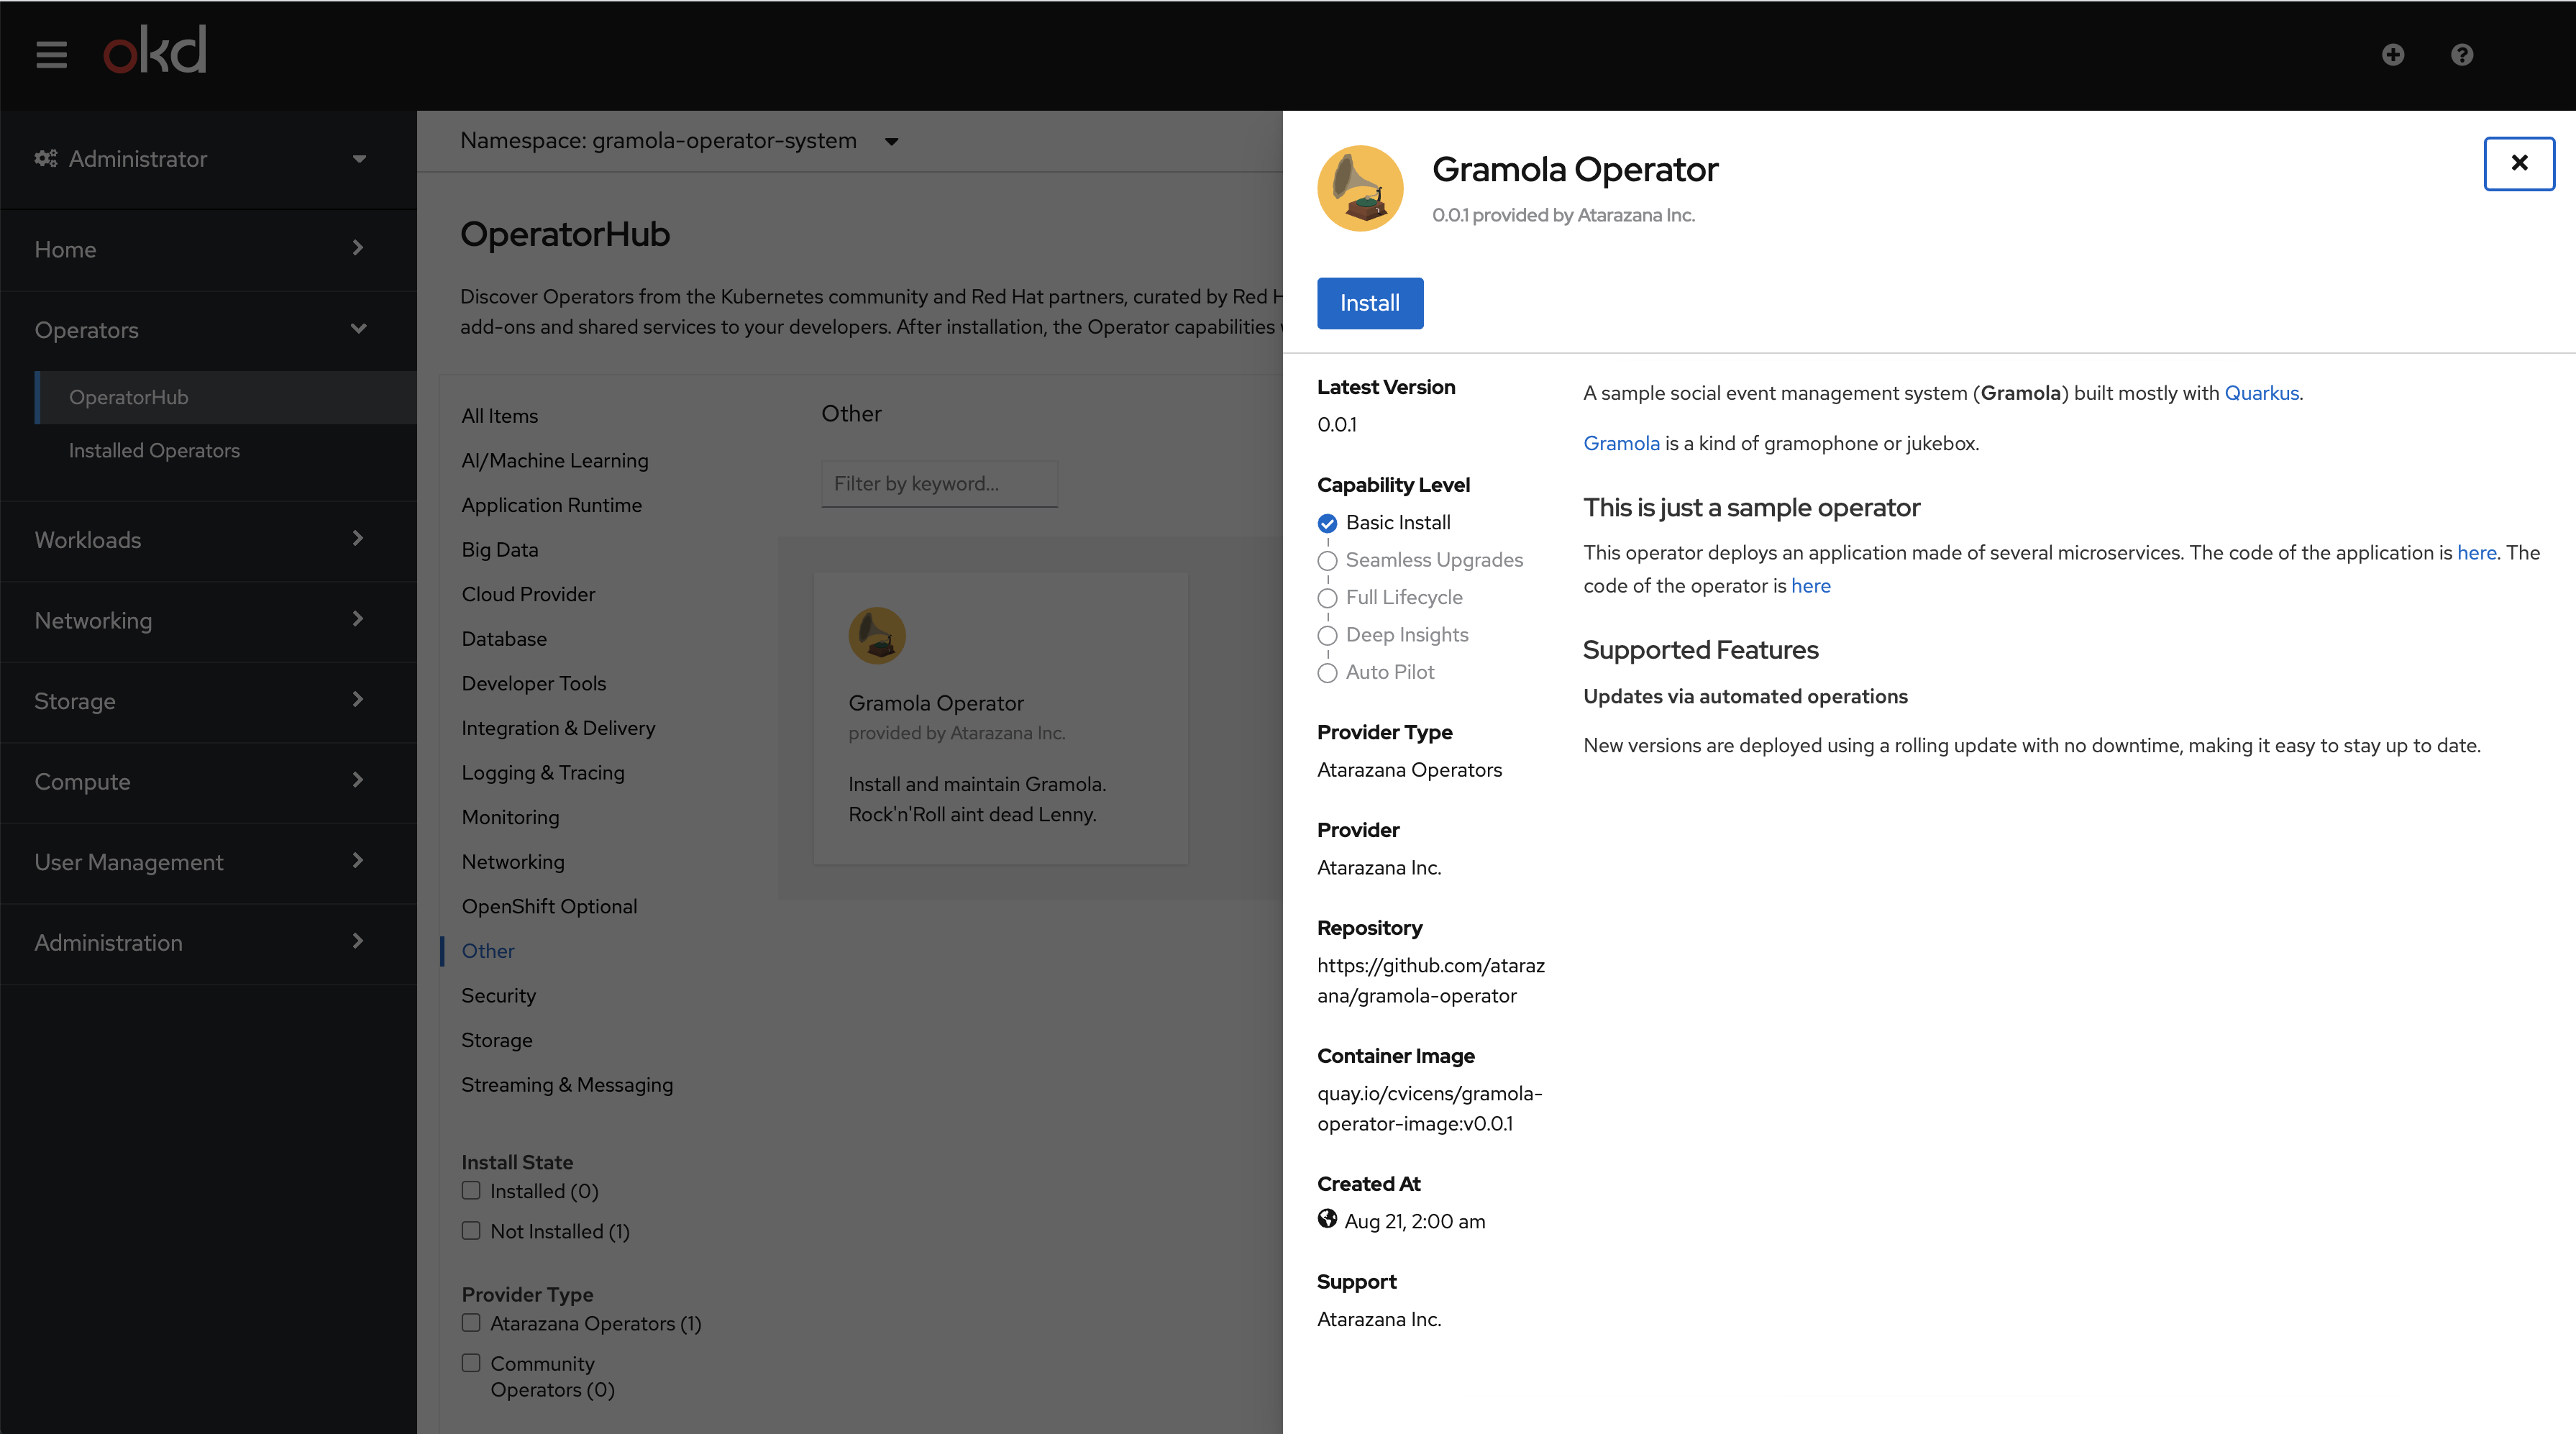 okd
Administrator
Home
Operators
OperatorHub
Installed Operators
Workloads
Networking
Storage
Compute
User Management
Administration
Namespace: gramola-operator-system
OperatorHub
Discover Operators from the Kubernetes community and Red Hat partners, curated by Red H
add-ons and shared services to your developers. After installation, the Operator capabilities
All Items
AI/Machine Learning
Application Runtime
Big Data
Cloud Provider
Database
Developer Tools
Integration & Delivery
Logging & Tracing
Monitoring
Networking
OpenShift Optional
Other
Security
Storage
Streaming & Messaging
Install State
Installed (0)
Not Installed (1)
Provider Type
Atarazana Operators (1)
Community
Operators (0)
Other
Filter by keyword...
Gramola Operator
provided by Atarazana Inc.
Install and maintain Gramola.
Rock'n'Roll aint dead Lenny.
Gramola Operator
0.0.1 provided by Atarazana Inc.
Install
Latest Version
0.0.1
Capability Level
Basic Install
Seamless Upgrades
Full Lifecycle
Deep Insights
Auto Pilot
Provider Type
Atarazana Operators
Provider
Atarazana Inc.
Repository
https://github.com/ataraz
ana/gramola-operator
Container Image
quay.io/cvicens/gramola-
operator-image:v0.0.1
Created At
Aug 21, 2:00 am
Support
Atarazana Inc.
A sample social event management system (Gramola) built mostly with Quarkus.
Gramola is a kind of gramophone or jukebox.
This is just a sample operator
This operator deploys an application made of several microservices. The code of the application is here. The
code of the operator is here
Supported Features
Updates via automated operations
New versions are deployed using a rolling update with no downtime, making it easy to stay up to date.